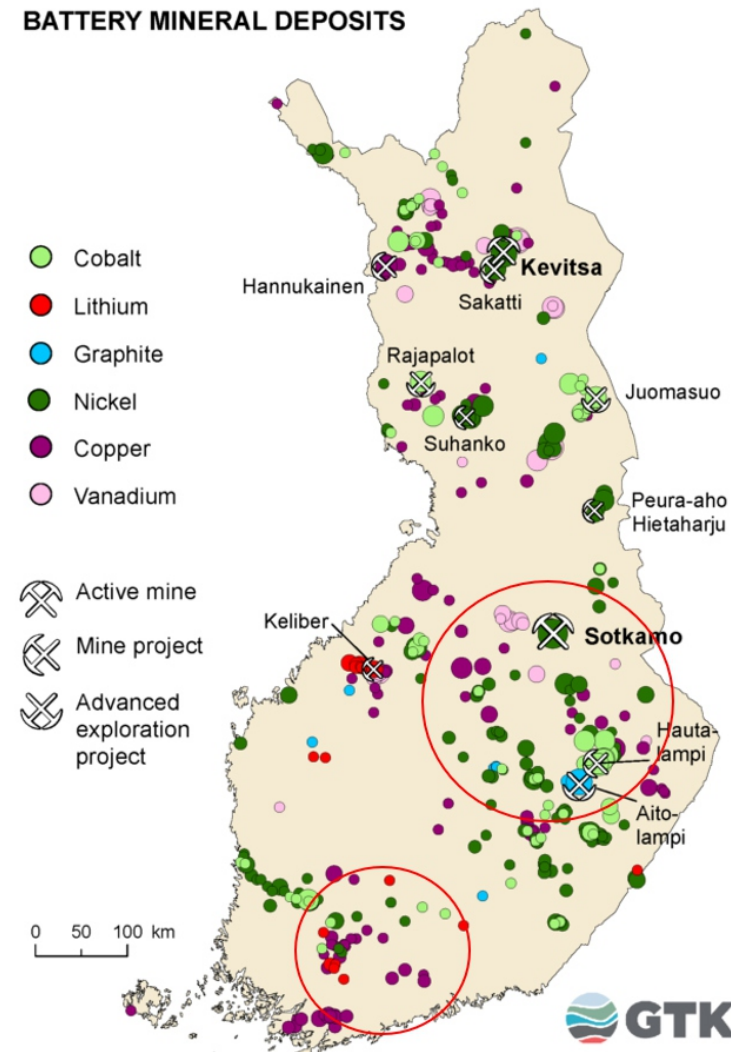 BATTERY MINERAL DEPOSITS
Cobalt
Lithium
Graphite
Nickel
Copper
Vanadium
Active mine
Mine project
Advanced
exploration
project
Hannukainen
Kevitsa
Sakatti
Rajapalot
Juomasuo
Suhanko
Peura-aho
Hietaharju
Keliber
Sotkamo
Hauta-
lampi
Aito-
lampi
0 50 100 km
GTK